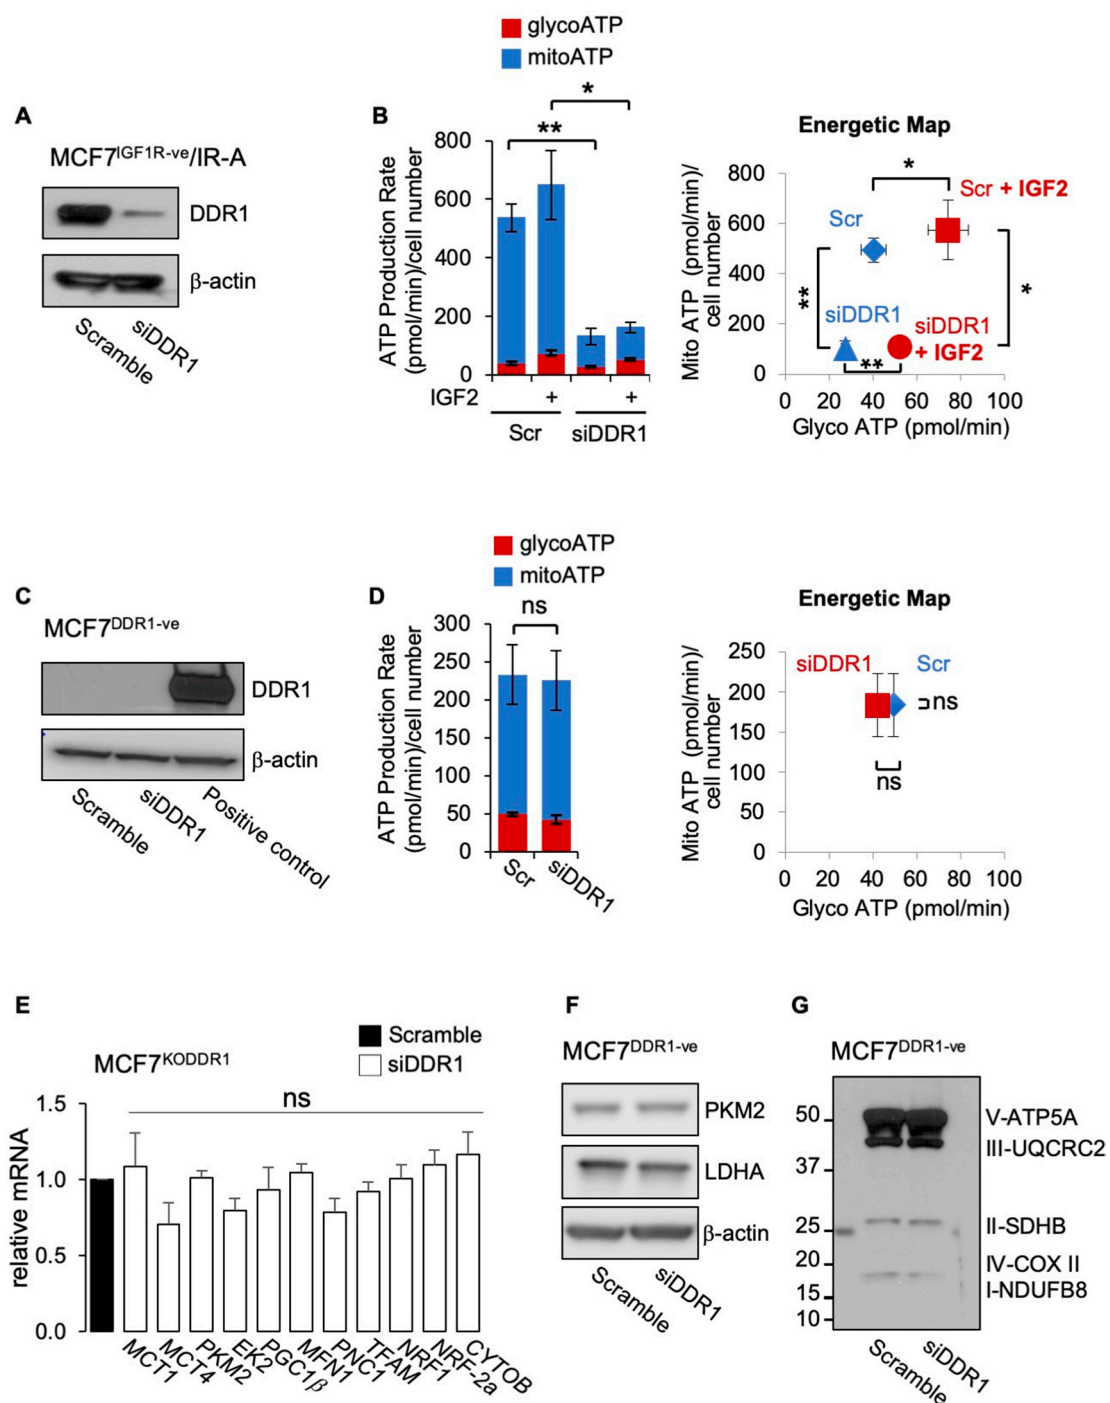 glycoATP
mitoATP
A
MCF7IGF1R-ve/IR-A
DDR1
β-actin
Scramble
siDDR1
B
ATP Production Rate
(pmol/min)/cell number
800
600
400
200
0
**
*
IGF2
+
+
Scr
siDDR1
Energetic Map
Mito ATP (pmol/min)/
cell number
800
600
400
200
0
*
Scr + IGF2
Scr
**
*
siDDR1
siDDR1
+ IGF2
**
0 20 40 60 80 100
Glyco ATP (pmol/min)
C
MCF7DDR1-ve
DDR1
β-actin
Scramble
siDDR1
Positive control
glycoATP
mitoATP
D
ns
ATP Production Rate
(pmol/min)/cell number
300
250
200
150
100
50
0
Scr
siDDR1
Energetic Map
Mito ATP (pmol/min)/
cell number
250
200
150
100
50
0
siDDR1
Scr
ns
ns
0 20 40 60 80 100
Glyco ATP (pmol/min)
E
Scramble
siDDR1
MCF7KODDR1
ns
relative mRNA
1.5
1.0
0.5
0.0
MCT1
MCT4
PKM2
EK2
PGC1β
MFN1
PNC1
TFAM
NRF1
NRF-2a
CYTOB
F
MCF7DDR1-ve
PKM2
LDHA
β-actin
Scramble
siDDR1
G
MCF7DDR1-ve
50
37
25
20
15
10
V-ATP5A
III-UQCRC2
II-SDHB
IV-COX II
I-NDUFB8
Scramble
siDDR1